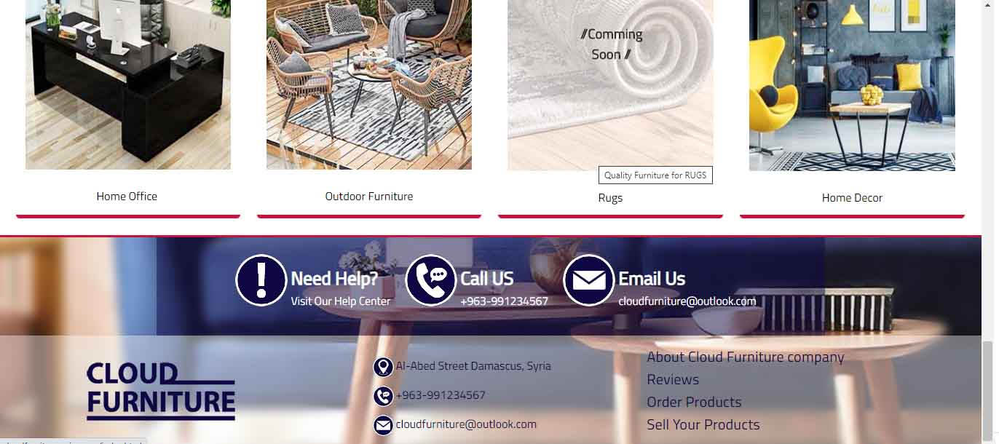 //Comming
Soon //
Quality Furniture for RUGS
Home Office
Outdoor Furniture
Rugs
Home Decor
Need Help?
Visit Our Help Center
Call US
+963-991234567
Email Us
cloudfurniture@outlook.com
CLOUD
FURNITURE
Al-Abed Street Damascus, Syria
+963-991234567
cloudfurniture@outlook.com
About Cloud Furniture company
Reviews
Order Products
Sell Your Products